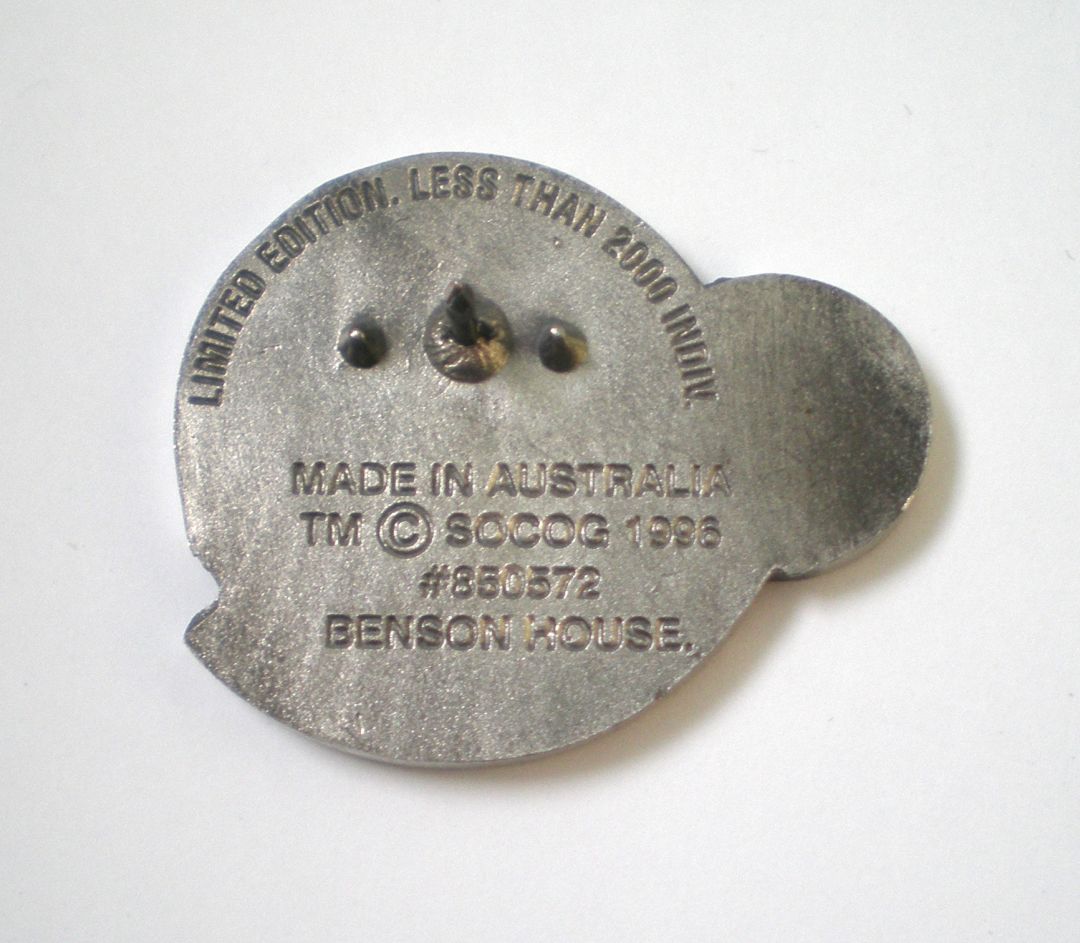 LIMITED EDITION. LESS THAN 2000 INDIV.
MADE IN AUSTRALIA
TM © SOCOG 1996
#850572
BENSON HOUSE.